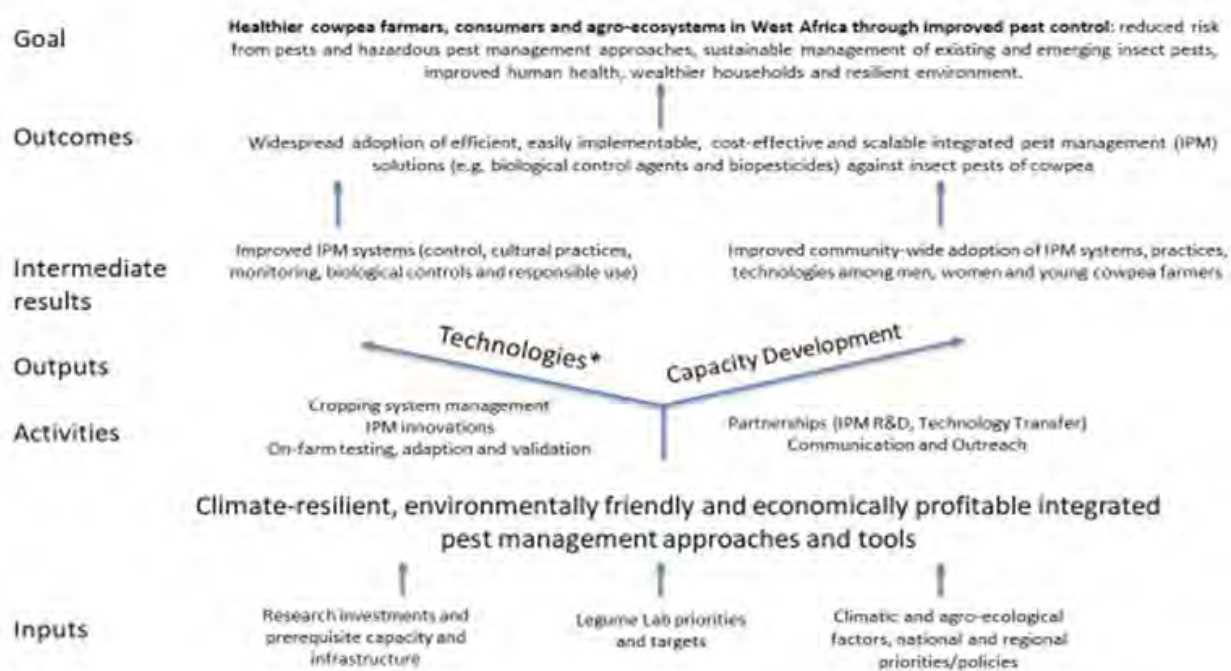 Goal
Healthier cowpea farmers, consumers and agro-ecosystems in West Africa through improved pest control: reduced risk
from pests and hazardous pest management approaches, sustainable management of existing and emerging insect pests,
improved human health, wealthier households and resilient environment.
Outcomes
Widespread adoption of efficient, easily implementable, cost-effective and scalable integrated pest management (IPM)
solutions (e.g. biological control agents and biopesticides) against insect pests of cowpea
Intermediate
results
Improved IPM systems (control, cultural practices,
monitoring, biological controls and responsible use)
Improved community-wide adoption of IPM systems, practices,
technologies among men, women and young cowpea farmers
Outputs
Technologies*
Capacity Development
Activities
Cropping system management
IPM innovations
On-farm testing, adaption and validation
Partnerships (IPM R&D, Technology Transfer)
Communication and Outreach
Climate-resilient, environmentally friendly and economically profitable integrated
pest management approaches and tools
Inputs
Research investments and
prerequisite capacity and
infrastructure
Legume Lab priorities
and targets
Climatic and agro-ecological
factors, national and regional
priorities/policies